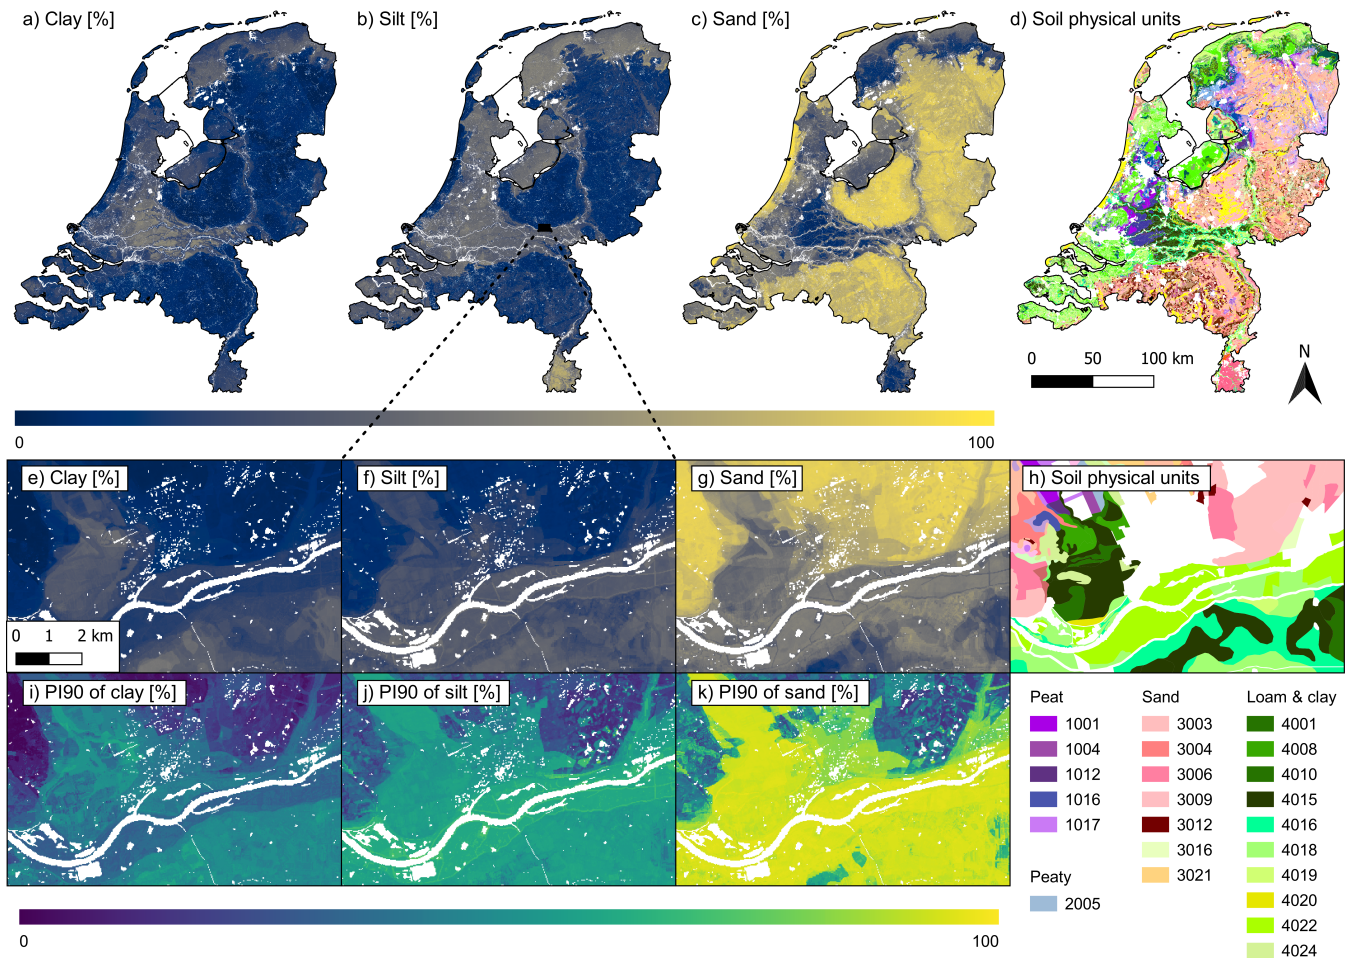 a) Clay [%]
b) Silt [%]
c) Sand [%]
d) Soil physical units
0 50 100 km
N
0 100
e) Clay [%]
f) Silt [%]
g) Sand [%]
h) Soil physical units
0 1 2 km
i) PI90 of clay [%]
j) PI90 of silt [%]
k) PI90 of sand [%]
Peat
1001
1004
1012
1016
1017
Peaty
2005
Sand
3003
3004
3006
3009
3012
3016
3021
Loam & clay
4001
4008
4010
4015
4016
4018
4019
4020
4022
4024
0 100